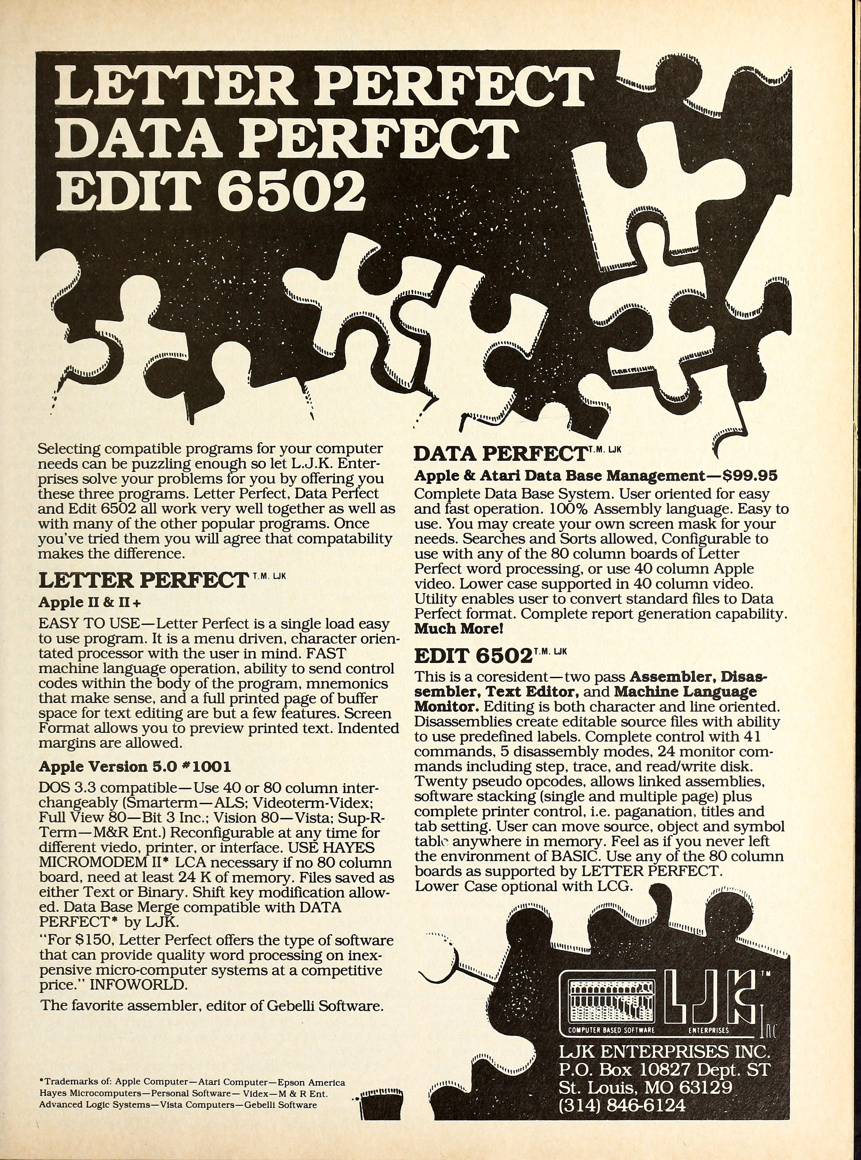 LETTER PERFECT
DATA PERFECT
EDIT 6502
Selecting compatible programs for your computer
needs can be puzzling enough so let L.J.K. Enter-
prises solve your problems for you by offering you
these three programs. Letter Perfect, Data Perfect
and Edit 6502 all work very well together as well as
with many of the other popular programs. Once
you've tried them you will agree that compatability
makes the difference.
LETTER PERFECT T.M. LJK
Apple II & II+
EASY TO USE—Letter Perfect is a single load easy
to use program. It is a menu driven, character orien-
tated processor with the user in mind. FAST
machine language operation, ability to send control
codes within the body of the program, mnemonics
that make sense, and a full printed page of buffer
space for text editing are but a few features. Screen
Format allows you to preview printed text. Indented
margins are allowed.
Apple Version 5.0 #1001
DOS 3.3 compatible—Use 40 or 80 column inter-
changeably (Smarterm—ALS; Videoterm-Videx;
Full View 80—Bit 3 Inc.; Vision 80—Vista; Sup-R-
Term—M&R Ent.) Reconfigurable at any time for
different viedo, printer, or interface. USE HAYES
MICROMODEM II* LCA necessary if no 80 column
board, need at least 24 K of memory. Files saved as
either Text or Binary. Shift key modification allow-
ed. Data Base Merge compatible with DATA
PERFECT* by LJK.
"For $150, Letter Perfect offers the type of software
that can provide quality word processing on inex-
pensive micro-computer systems at a competitive
price." INFOWORLD.
The favorite assembler, editor of Gebelli Software.
*Trademarks of: Apple Computer—Atari Computer—Epson America
Hayes Microcomputers—Personal Software— Videx—M & R Ent.
Advanced Logic Systems—Vista Computers—Gebelli Software
DATA PERFECT T.M. LJK
Apple & Atari Data Base Management—$99.95
Complete Data Base System. User oriented for easy
and fast operation. 100% Assembly language. Easy to
use. You may create your own screen mask for your
needs. Searches and Sorts allowed, Configurable to
use with any of the 80 column boards of Letter
Perfect word processing, or use 40 column Apple
video. Lower case supported in 40 column video.
Utility enables user to convert standard files to Data
Perfect format. Complete report generation capability.
Much More!
EDIT 6502 T.M. LJK
This is a coresident—two pass Assembler, Disas-
sembler, Text Editor, and Machine Language
Monitor. Editing is both character and line oriented.
Disassemblies create editable source files with ability
to use predefined labels. Complete control with 41
commands, 5 disassembly modes, 24 monitor com-
mands including step, trace, and read/write disk.
Twenty pseudo opcodes, allows linked assemblies,
software stacking (single and multiple page) plus
complete printer control, i.e. paganation, titles and
tab setting. User can move source, object and symbol
table anywhere in memory. Feel as if you never left
the environment of BASIC. Use any of the 80 column
boards as supported by LETTER PERFECT.
Lower Case optional with LCG.
LJK Inc TM
COMPUTER BASED SOFTWARE ENTERPRISES
LJK ENTERPRISES INC.
P.O. Box 10827 Dept. ST
St. Louis, MO 63129
(314) 846-6124